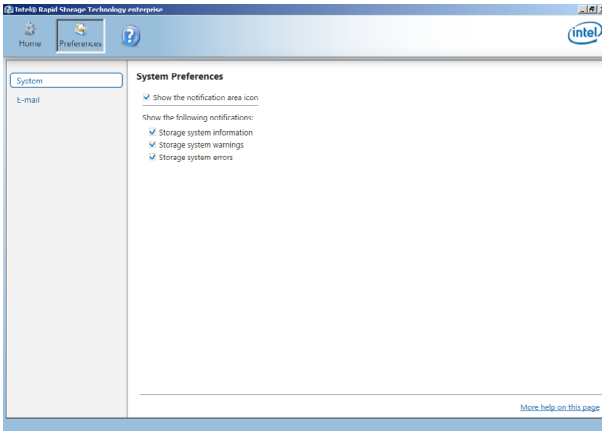 Intel® Rapid Storage Technology enterprise
Home
Preferences
?
intel
System
E-mail
System Preferences
Show the notification area icon
Show the following notifications:
Storage system information
Storage system warnings
Storage system errors
More help on this page